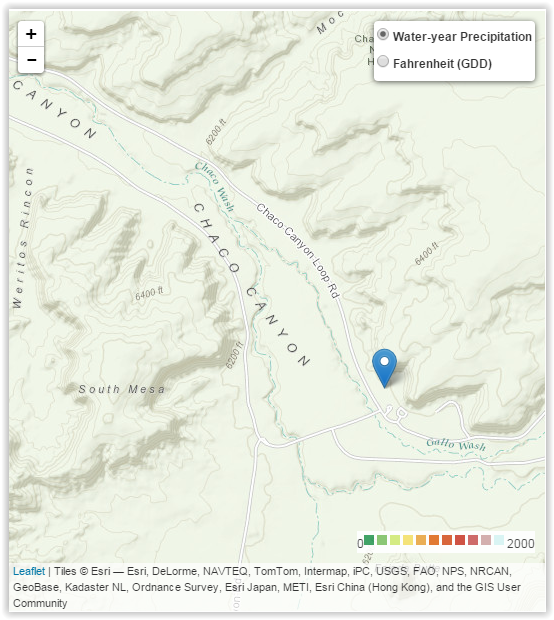 +
−
Water-year Precipitation
Fahrenheit (GDD)
Moc
Cha
N
H
CANYON
6200 ft
Chaco Wash
Weritos Rincon
CHACO CANYON
Chaco Canyon Loop Rd
6400 ft
6400 ft
6200 ft
South Mesa
Gallo Wash
0
2000
Leaflet | Tiles © Esri — Esri, DeLorme, NAVTEQ, TomTom, Intermap, iPC, USGS, FAO, NPS, NRCAN,
GeoBase, Kadaster NL, Ordnance Survey, Esri Japan, METI, Esri China (Hong Kong), and the GIS User
Community